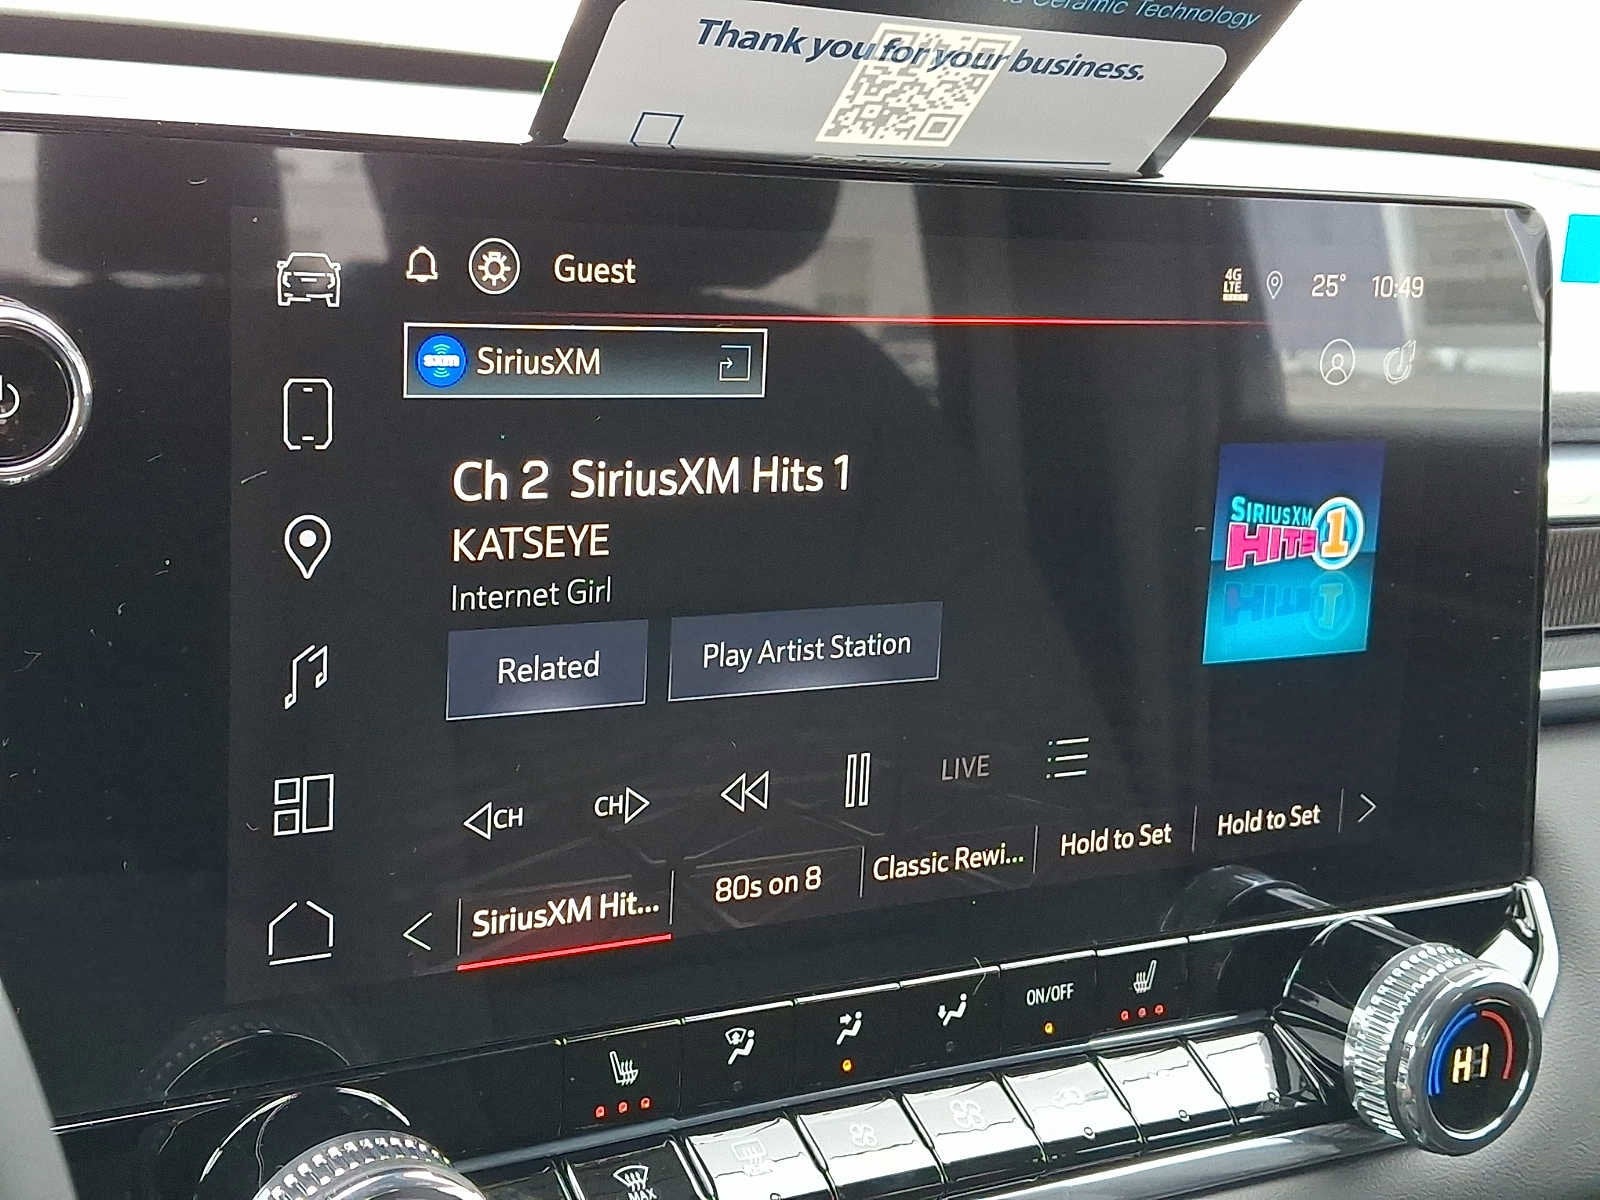 Ceramic Technology
Thank you for your business.
Guest
4G
LTE
25°
10:49
sxm
SiriusXM
Ch 2 SiriusXM Hits 1
KATSEYE
Internet Girl
SIRIUSXM
HITS 1
Related
Play Artist Station
CH
CH
LIVE
SiriusXM Hit...
80s on 8
Classic Rewi...
Hold to Set
Hold to Set
ON/OFF
HI
MAX